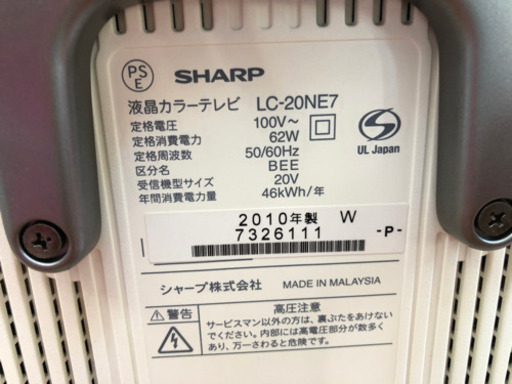 PS
E
SHARP
液晶カラーテレビ LC-20NE7
定格電圧 100V～
定格消費電力 62W
定格周波数 50/60Hz
区分名 BEE
受信機型サイズ 20V
年間消費電力量 46kWh/年
UL Japan
2010年製 W
7326111 -P-
シャープ株式会社 MADE IN MALAYSIA
警告
高圧注意
サービスマン以外の方は、裏ぶたをあけない
でください。内部には高電圧部分が数多く
あり、万一さわると危険です。